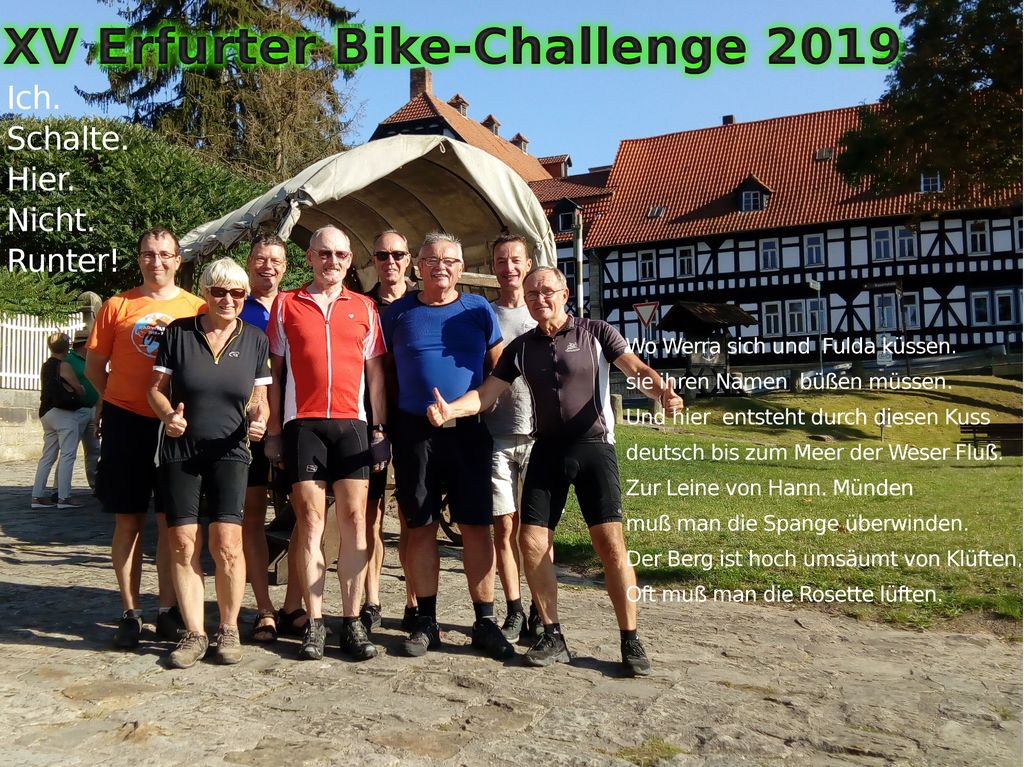 XV Erfurter Bike-Challenge 2019
Ich.
Schalte.
Hier.
Nicht.
Runter!
Wo Werra sich und Fulda küssen.
sie ihren Namen büßen müssen.
Und hier entsteht durch diesen Kuss
deutsch bis zum Meer der Weser Fluß.
Zur Leine von Hann. Münden
muß man die Spange überwinden.
Der Berg ist hoch umsäumt von Klüften,
Oft muß man die Rosette lüften.